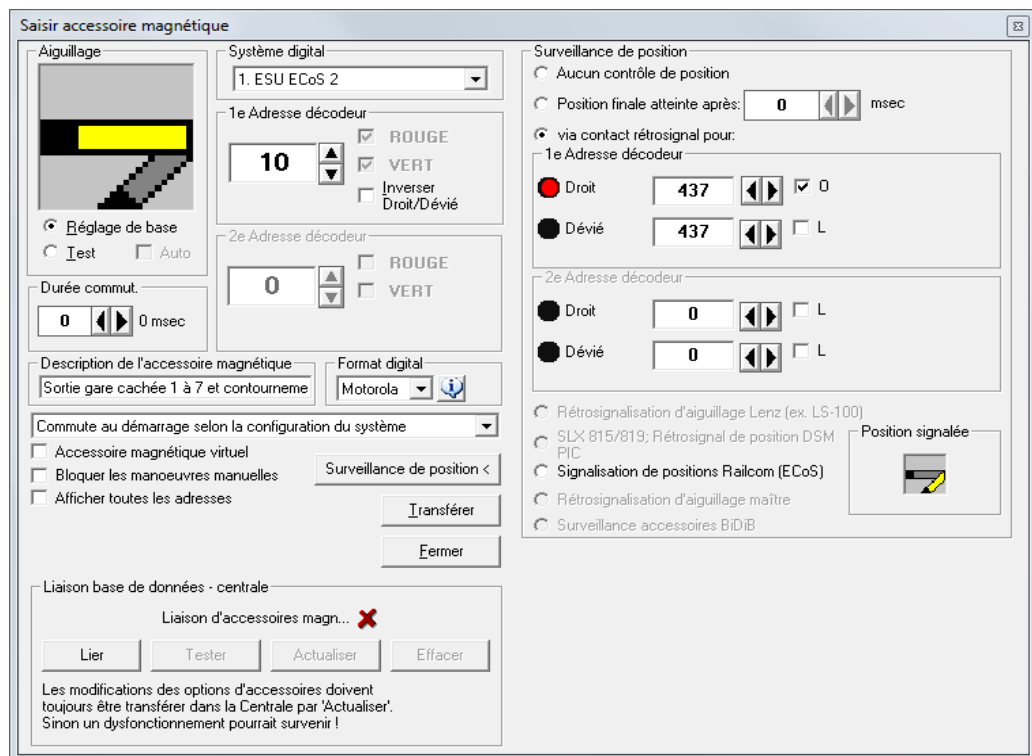 Saisir accessoire magnétique
Aiguillage
Réglage de base
Test
Auto
Durée commut.
0
0 msec
Système digital
1. ESU ECoS 2
1e Adresse décodeur
10
ROUGE
VERT
Inverser
Droit/Dévié
2e Adresse décodeur
0
ROUGE
VERT
Description de l'accessoire magnétique
Sortie gare cachée 1 à 7 et contourneme
Format digital
Motorola
Commute au démarrage selon la configuration du système
Accessoire magnétique virtuel
Bloquer les manoeuvres manuelles
Afficher toutes les adresses
Surveillance de position <
Transférer
Fermer
Liaison base de données - centrale
Liaison d'accessoires magn...
Lier
Tester
Actualiser
Effacer
Les modifications des options d'accessoires doivent
toujours être transférer dans la Centrale par 'Actualiser'.
Sinon un dysfonctionnement pourrait survenir !
Surveillance de position
Aucun contrôle de position
Position finale atteinte après: 0 msec
via contact rétrosignal pour:
1e Adresse décodeur
Droit 437 O
Dévié 437 L
2e Adresse décodeur
Droit 0 L
Dévié 0 L
Rétrosignalisation d'aiguillage Lenz (ex. LS-100)
SLX 815/819; Rétrosignal de position DSM
PIC
Signalisation de positions Railcom (ECoS)
Rétrosignalisation d'aiguillage maître
Surveillance accessoires BiDiB
Position signalée